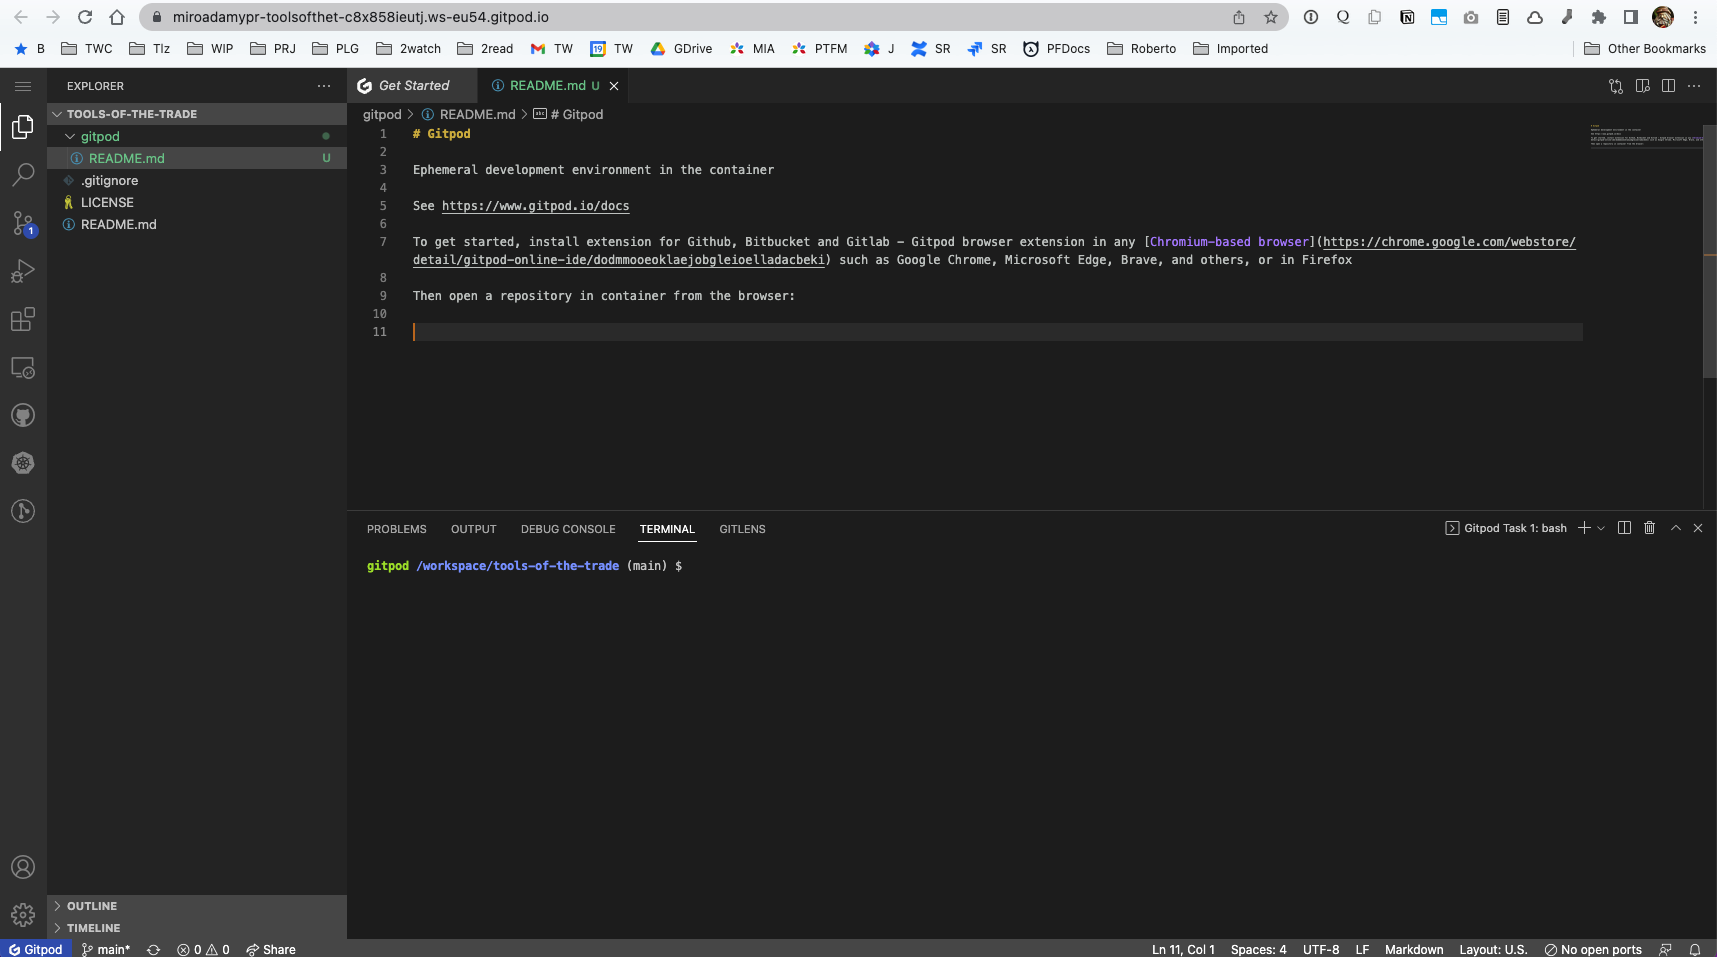 miroadamypr-toolsofthet-c8x858ieutj.ws-eu54.gitpod.io
B TWC TIz WIP PRJ PLG 2watch 2read TW 19 TW GDrive MIA PTFM J SR SR PFDocs Roberto Imported Other Bookmarks
EXPLORER
Get Started
README.md U
TOOLS-OF-THE-TRADE
gitpod
README.md U
.gitignore
LICENSE
README.md
1
gitpod > README.md > abc # Gitpod
1 # Gitpod
2
3 Ephemeral development environment in the container
4
5 See https://www.gitpod.io/docs
6
7 To get started, install extension for Github, Bitbucket and Gitlab - Gitpod browser extension in any [Chromium-based browser](https://chrome.google.com/webstore/
detail/gitpod-online-ide/dodmmooeoklaejobgleioelladacbeki) such as Google Chrome, Microsoft Edge, Brave, and others, or in Firefox
8
9 Then open a repository in container from the browser:
10
11
PROBLEMS OUTPUT DEBUG CONSOLE TERMINAL GITLENS
Gitpod Task 1: bash
gitpod /workspace/tools-of-the-trade (main) $
OUTLINE
TIMELINE
Gitpod main* 0 0 Share
Ln 11, Col 1 Spaces: 4 UTF-8 LF Markdown Layout: U.S. No open ports